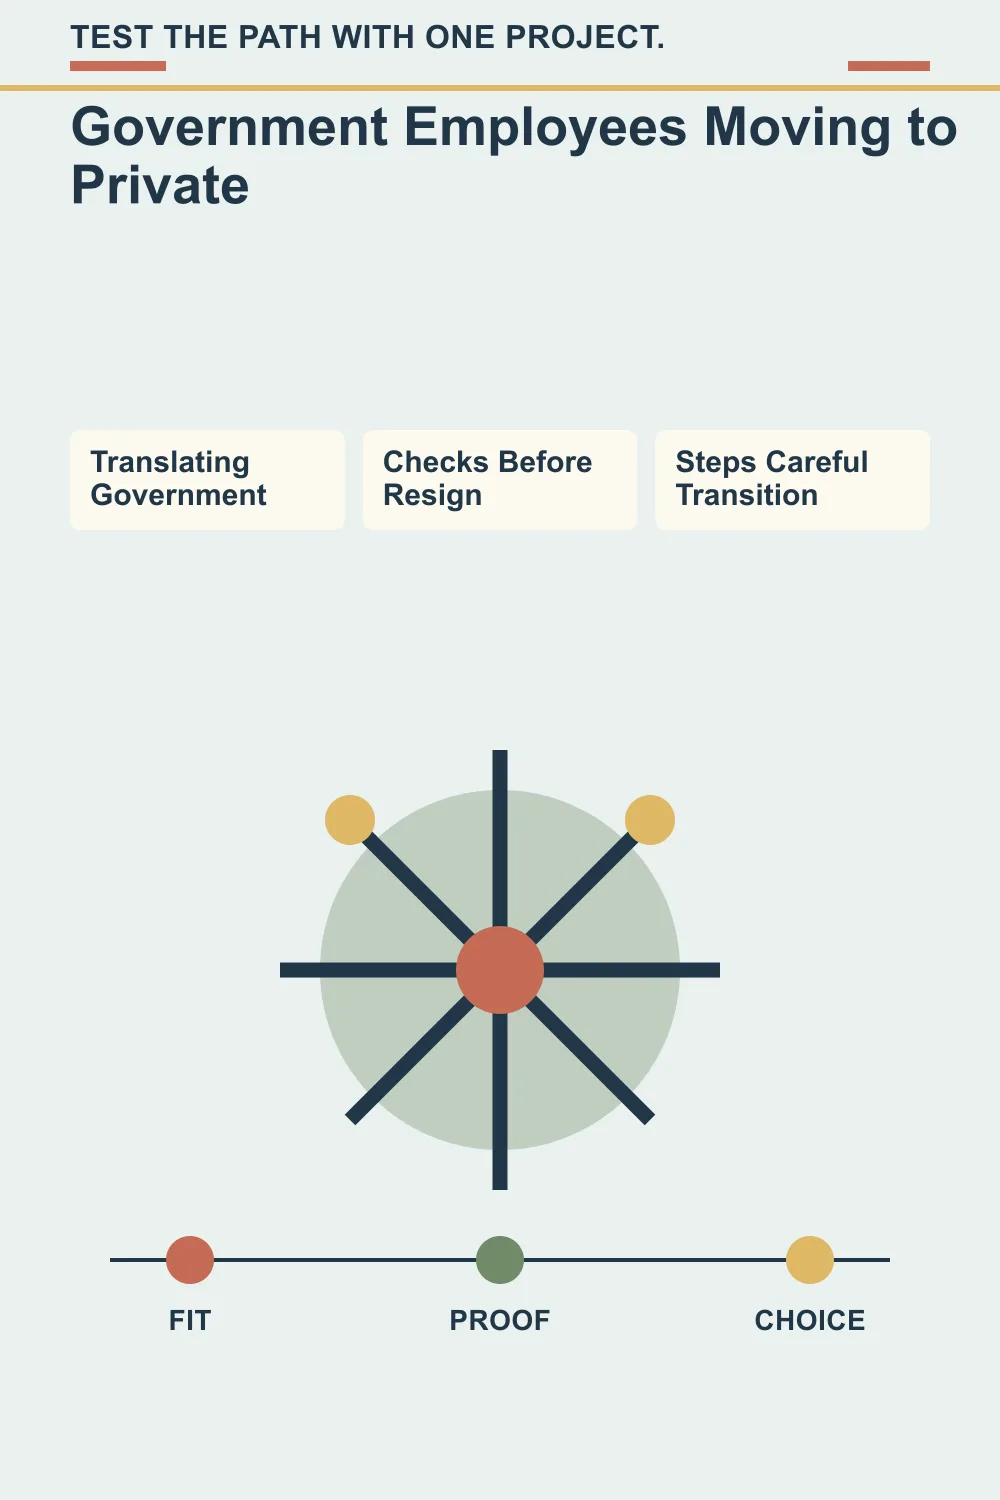 TEST THE PATH WITH ONE PROJECT.
Government Employees Moving to
Private
Translating
Government
Checks Before
Resign
Steps Careful
Transition
FIT
PROOF
CHOICE